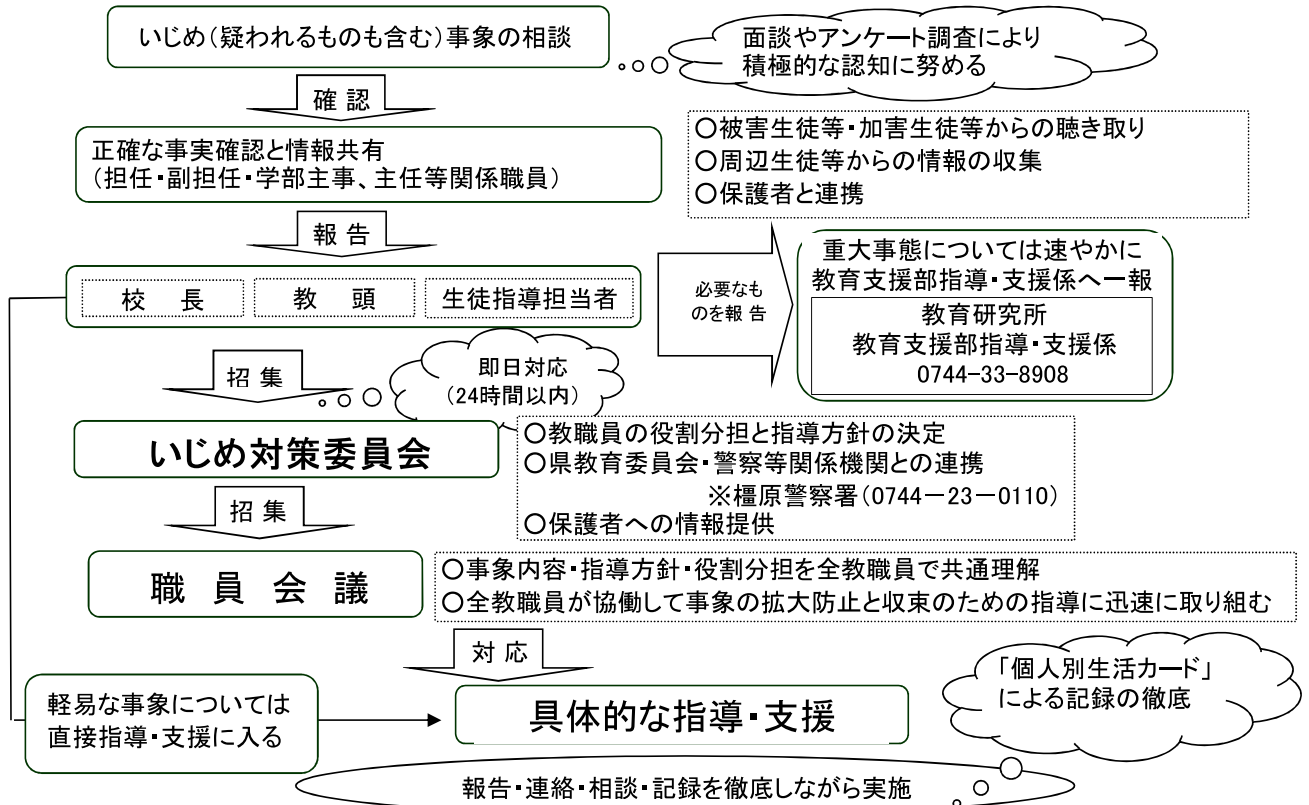 いじめ（疑われるものも含む）事象の相談
面談やアンケート調査により
積極的な認知に努める
確 認
正確な事実確認と情報共有
（担任・副担任・学部主事、主任等関係職員）
○被害生徒等・加害生徒等からの聴き取り
○周辺生徒等からの情報の収集
○保護者と連携
報 告
校　長
教　頭
生徒指導担当者
必要なも
のを報 告
重大事態については速やかに
教育支援部指導・支援係へ一報
教育研究所
教育支援部指導・支援係
0744-33-8908
招 集
即日対応
（24時間以内）
いじめ対策委員会
○教職員の役割分担と指導方針の決定
○県教育委員会・警察等関係機関との連携
※橿原警察署（0744－23－0110）
○保護者への情報提供
招 集
職　員　会　議
○事象内容・指導方針・役割分担を全教職員で共通理解
○全教職員が協働して事象の拡大防止と収束のための指導に迅速に取り組む
対 応
「個人別生活カード」
による記録の徹底
軽易な事象については
直接指導・支援に入る
具体的な指導・支援
報告・連絡・相談・記録を徹底しながら実施